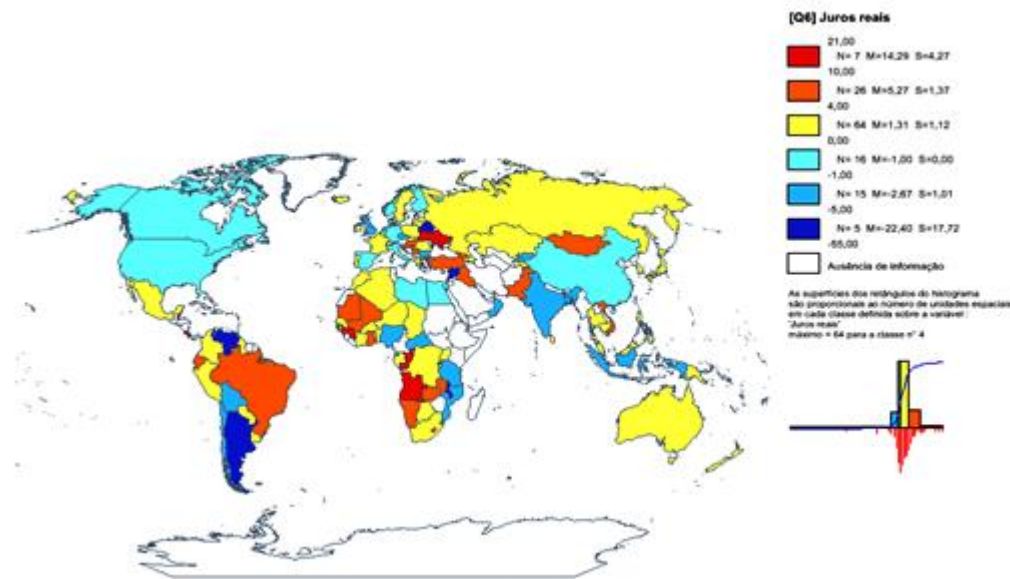 [Q6] Juros reais
21,00
N= 7 M=14,29 S=4,27
10,00
N= 26 M=5,27 S=1,37
4,00
N= 64 M=1,31 S=1,12
0,00
N= 16 M=-1,00 S=0,00
-1,00
N= 15 M=-2,67 S=1,01
-5,00
N= 5 M=-22,40 S=17,72
-55,00
Ausência de informação
As superfícies dos retângulos do histograma
são proporcionais ao número de unidades espaciais
em cada classe definida sobre a variável :
'Juros reais'
máximo = 64 para a classe n° 4